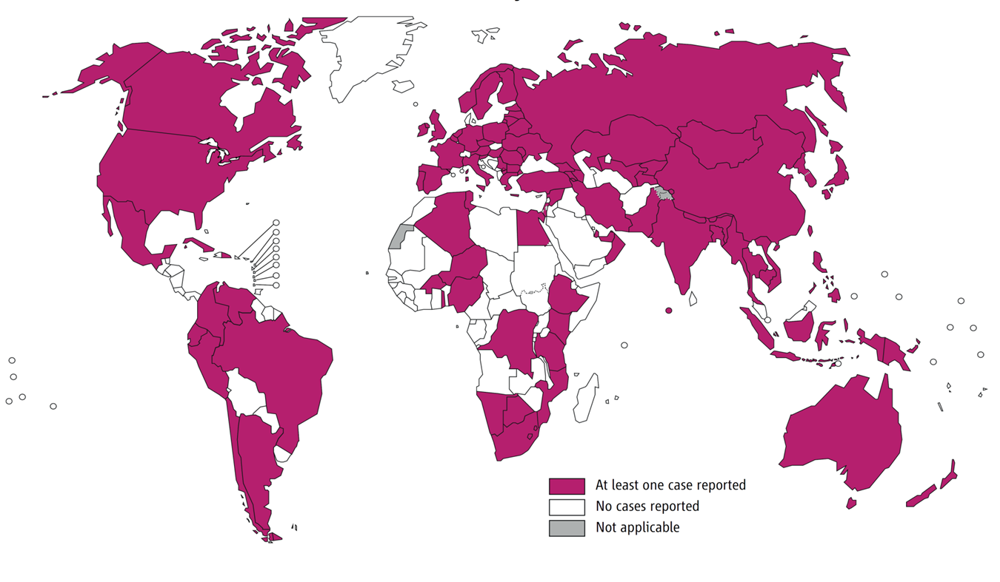 At least one case reported
No cases reported
Not applicable